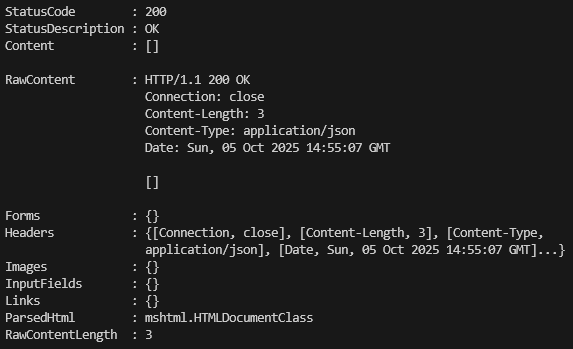 StatusCode        : 200
StatusDescription : OK
Content           : []

RawContent        : HTTP/1.1 200 OK
                    Connection: close
                    Content-Length: 3
                    Content-Type: application/json
                    Date: Sun, 05 Oct 2025 14:55:07 GMT

                    []

Forms             : {}
Headers           : {[Connection, close], [Content-Length, 3], [Content-Type,
                    application/json], [Date, Sun, 05 Oct 2025 14:55:07 GMT]...}
Images            : {}
InputFields       : {}
Links             : {}
ParsedHtml        : mshtml.HTMLDocumentClass
RawContentLength  : 3